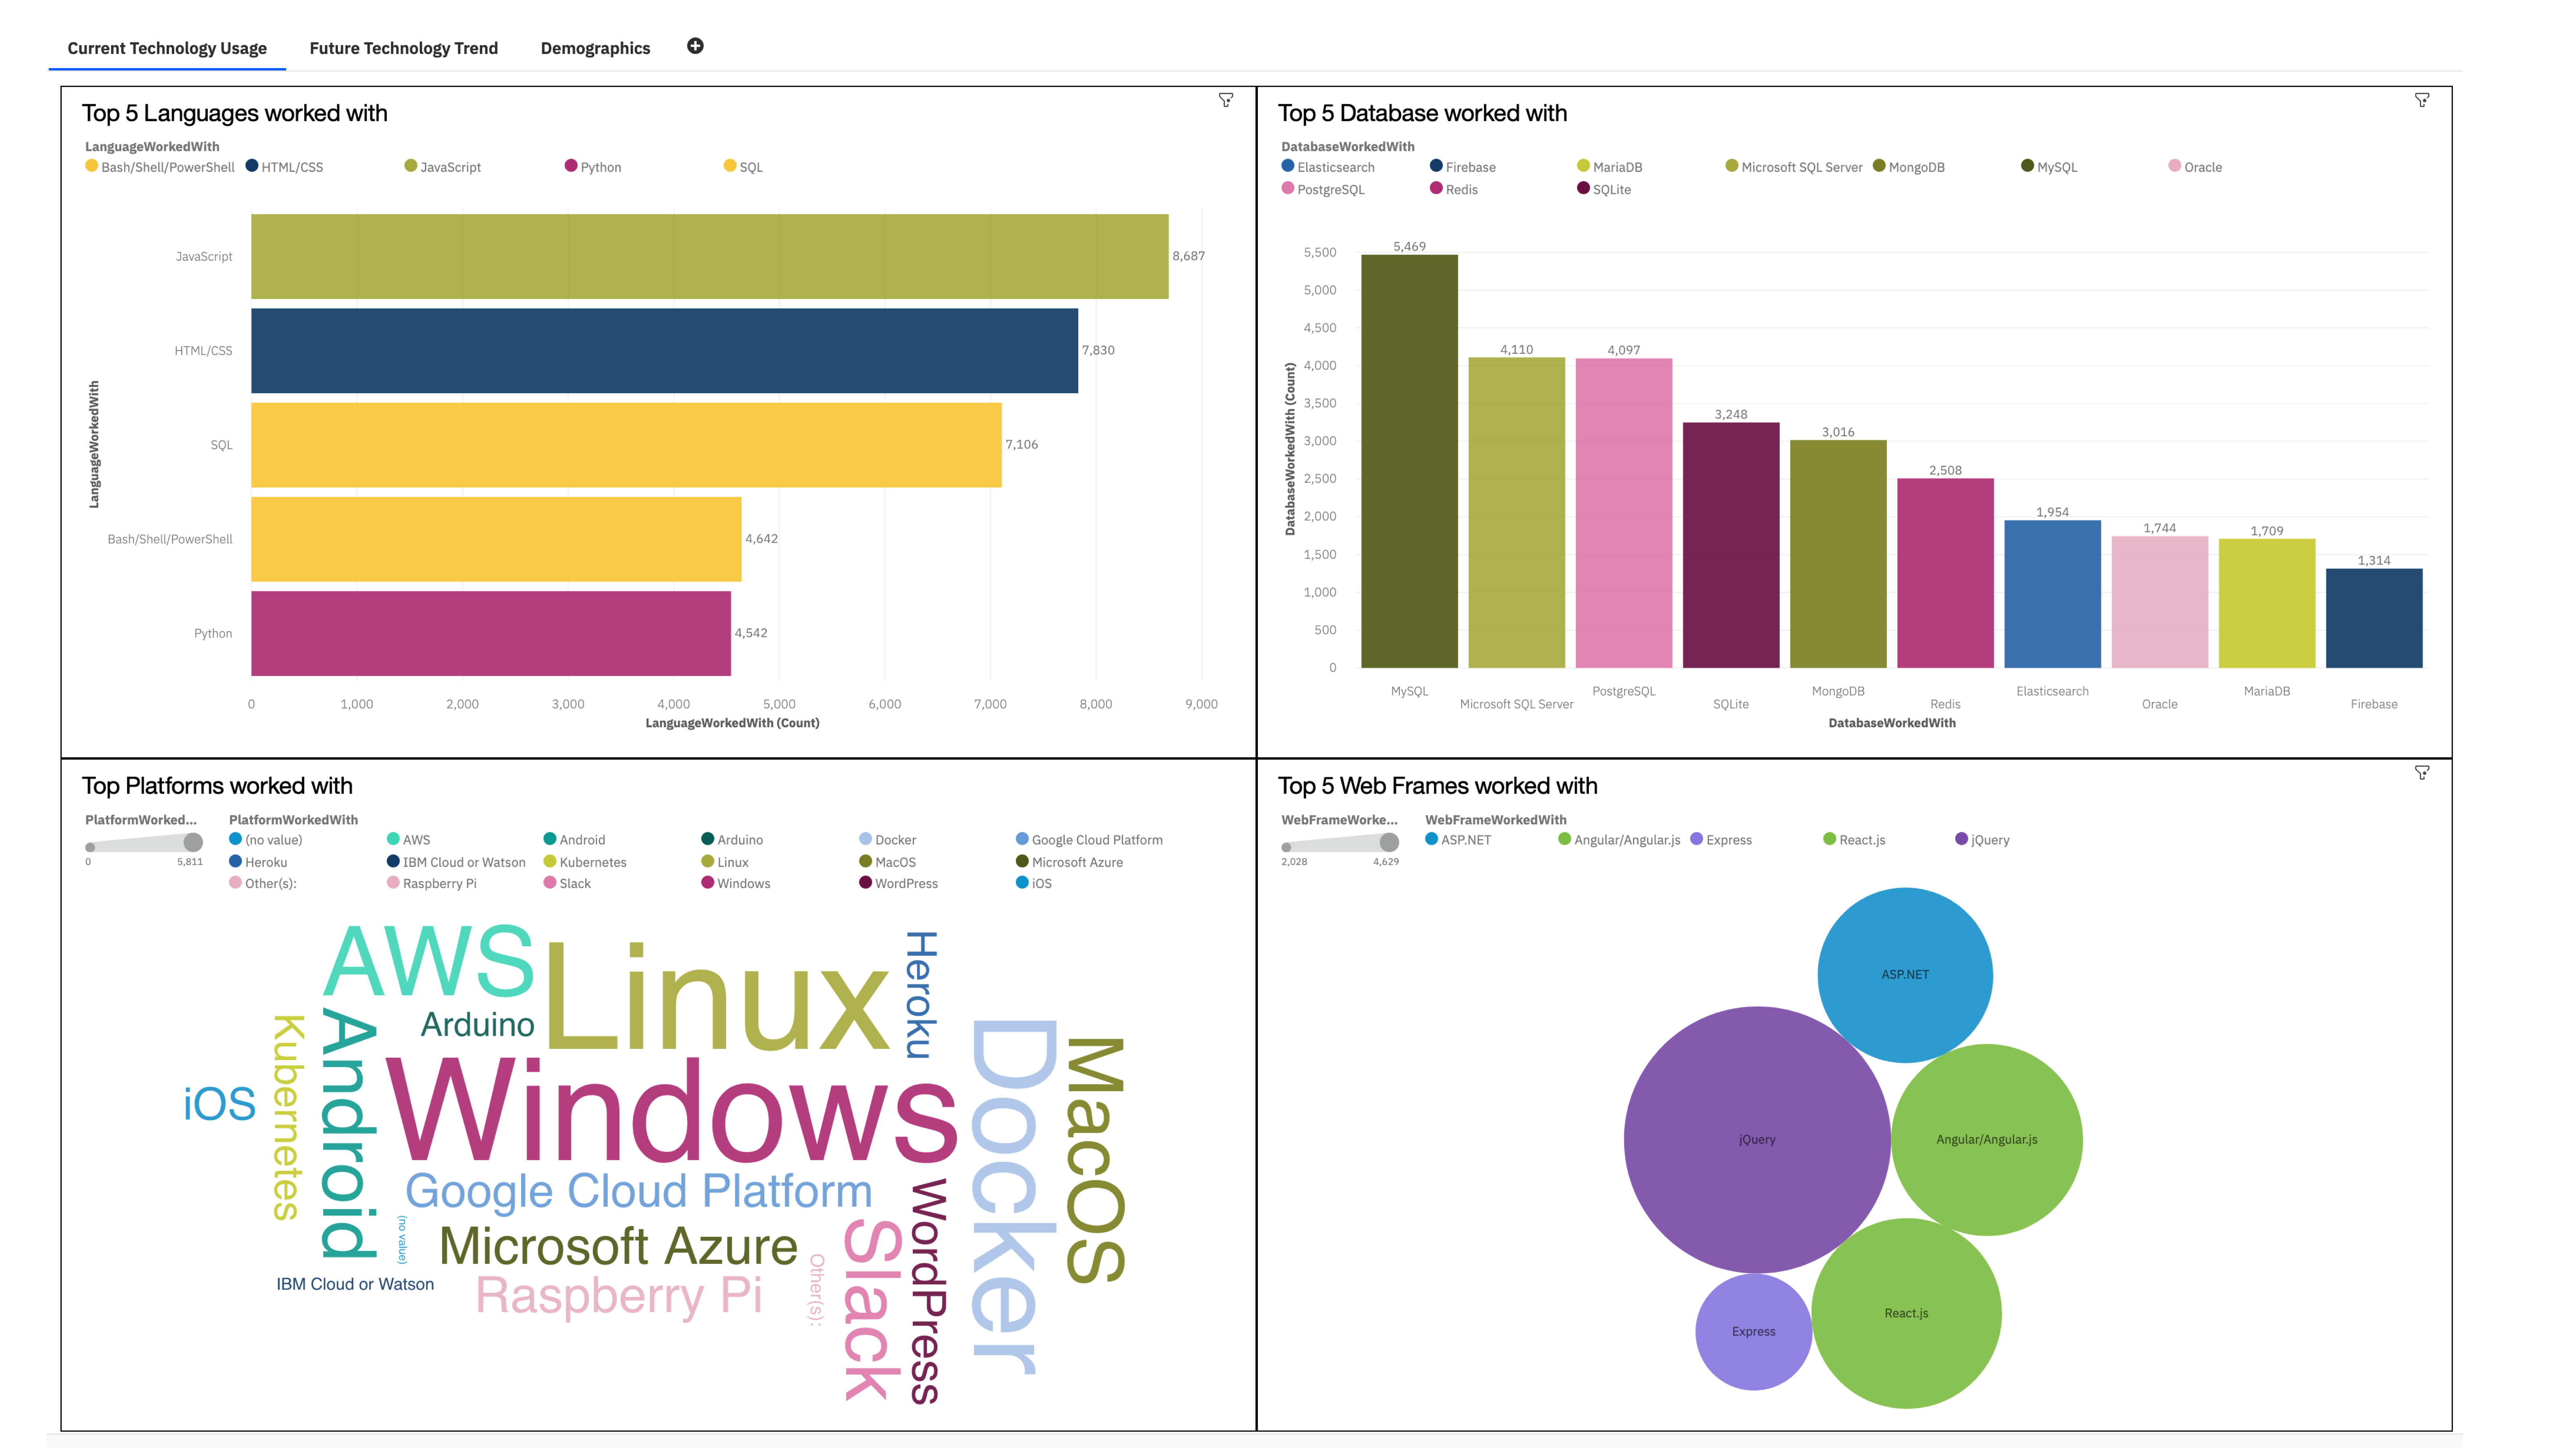 Current Technology Usage Future Technology Trend Demographics
Top 5 Languages worked with
LanguageWorkedWith
Bash/Shell/PowerShell HTML/CSS JavaScript Python SQL
LanguageWorkedWith
JavaScript 8,687
HTML/CSS 7,830
SQL 7,106
Bash/Shell/PowerShell 4,642
Python 4,542
0 1,000 2,000 3,000 4,000 5,000 6,000 7,000 8,000 9,000
LanguageWorkedWith (Count)
Top 5 Database worked with
DatabaseWorkedWith
Elasticsearch Firebase MariaDB Microsoft SQL Server MongoDB MySQL Oracle
PostgreSQL Redis SQLite
DatabaseWorkedWith (Count)
5,500
5,000
4,500
4,000
3,500
3,000
2,500
2,000
1,500
1,000
500
0
5,469 4,110 4,097 3,248 3,016 2,508 1,954 1,744 1,709 1,314
MySQL Microsoft SQL Server PostgreSQL SQLite MongoDB Redis Elasticsearch Oracle MariaDB Firebase
DatabaseWorkedWith
Top Platforms worked with
PlatformWorked...
0 5,811
PlatformWorkedWith
(no value) AWS Android Arduino Docker Google Cloud Platform
Heroku IBM Cloud or Watson Kubernetes Linux MacOS Microsoft Azure
Other(s): Raspberry Pi Slack Windows WordPress iOS
AWS
Linux
Heroku
Arduino
Kubernetes
Android
iOS
Windows
Docker
MacOS
Google Cloud Platform
WordPress
(no value)
Microsoft Azure
Slack
Other(s):
IBM Cloud or Watson
Raspberry Pi
Top 5 Web Frames worked with
WebFrameWorke...
2,028 4,629
WebFrameWorkedWith
ASP.NET Angular/Angular.js Express React.js jQuery
ASP.NET
jQuery
Angular/Angular.js
React.js
Express